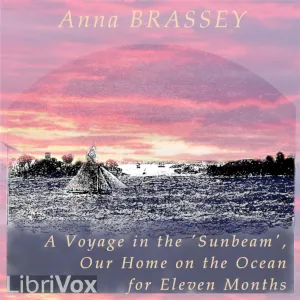 Anna BRASSEY
A Voyage in the 'Sunbeam',
Our Home on the Ocean
for Eleven Months
LibriVox